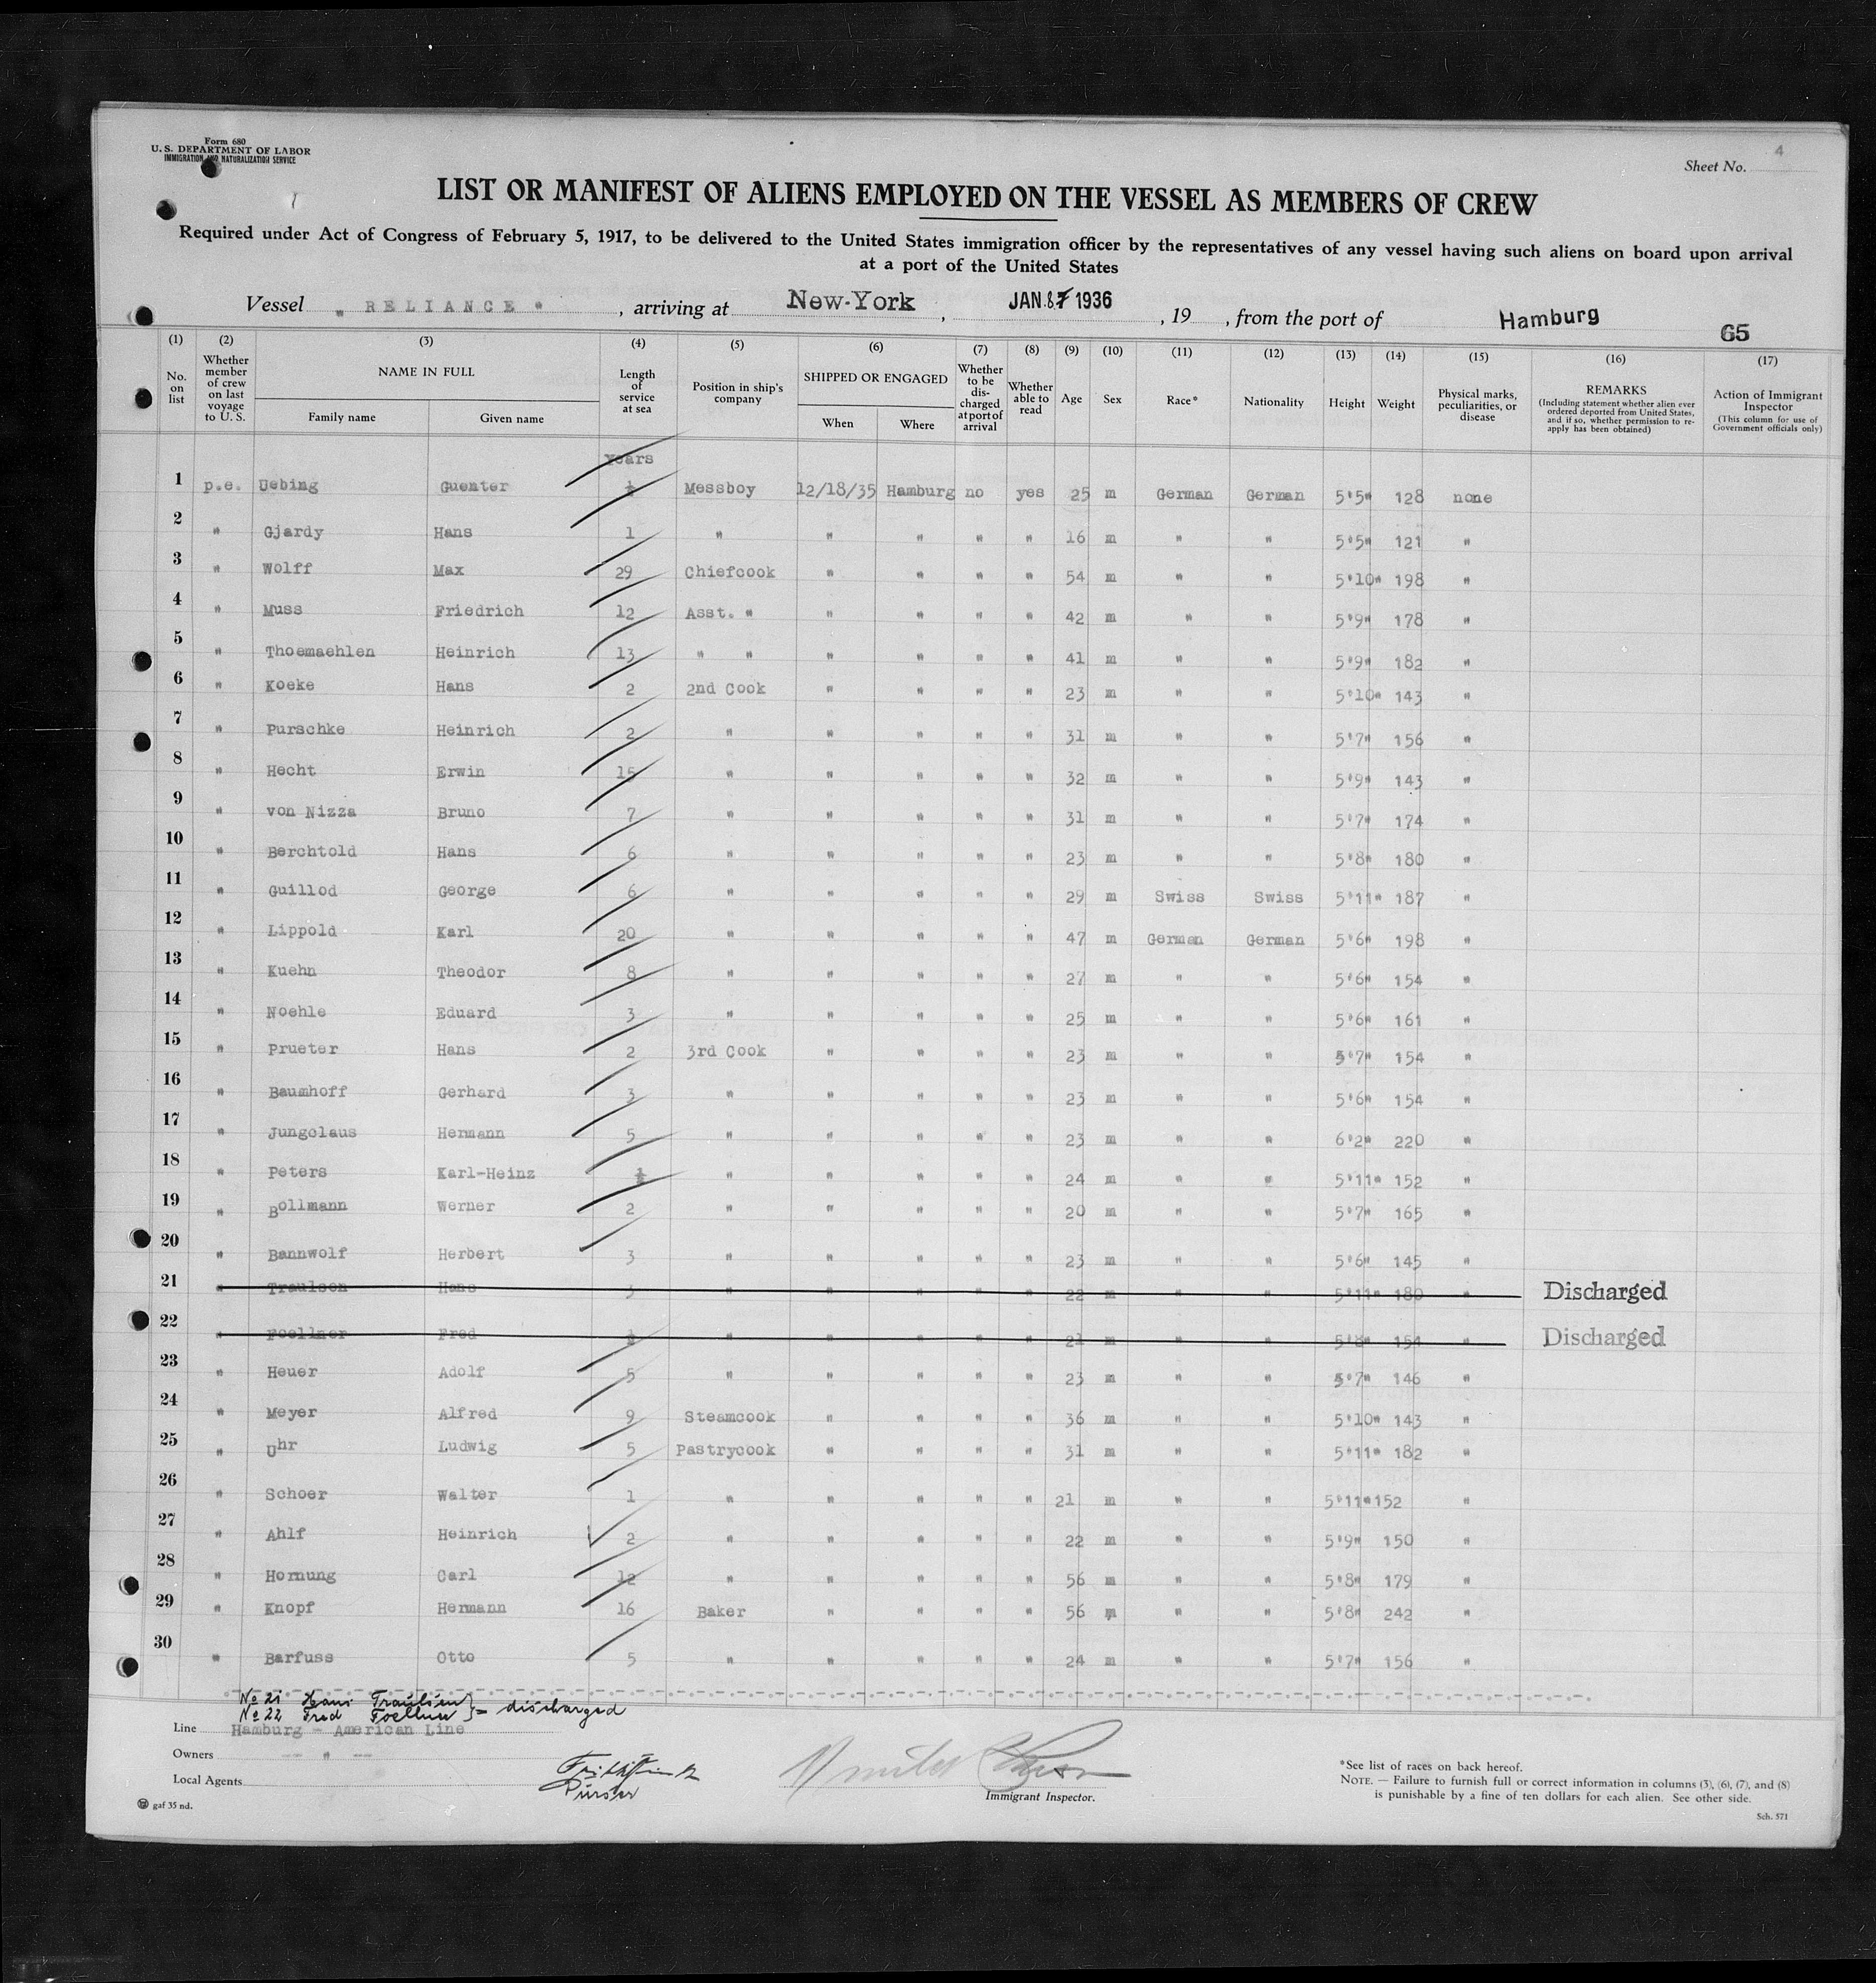 Form 680
U. S. DEPARTMENT OF LABOR
IMMIGRATION AND NATURALIZATION SERVICE
Sheet No. 4
LIST OR MANIFEST OF ALIENS EMPLOYED ON THE VESSEL AS MEMBERS OF CREW
Required under Act of Congress of February 5, 1917, to be delivered to the United States immigration officer by the representatives of any vessel having such aliens on board upon arrival
at a port of the United States
Vessel " RELIANCE " , arriving at New-York , JAN. 1936 , 19 , from the port of Hamburg
65
(1) No. on list
(2) Whether member of crew on last voyage to U. S.
(3) NAME IN FULL Family name Given name
(4) Length of service at sea
(5) Position in ship's company
(6) SHIPPED OR ENGAGED When Where
(7) Whether to be discharged at port of arrival
(8) Whether able to read
(9) Age
(10) Sex
(11) Race*
(12) Nationality
(13) Height
(14) Weight
(15) Physical marks, peculiarities, or disease
(16) REMARKS (Including statement whether alien ever ordered deported from United States, and if so, whether permission to reapply has been obtained)
(17) Action of Immigrant Inspector (This column for use of Government officials only)
Years
1 p.e. Uebing Guenter Messboy 12/18/35 Hamburg no yes 25 m German German 5'5" 128 none
2 " Gjardy Hans 1 " " " " " 16 m " " 5'5" 121 "
3 " Wolff Max 29 Chiefcook " " " " 54 m " " 5'10" 198 "
4 " Muss Friedrich 12 Asst. " " " " " 42 m " " 5'9" 178 "
5 " Thoemaehlen Heinrich 13 " " " " " " 41 m " " 5'9" 182 "
6 " Koeke Hans 2 2nd Cook " " " " 23 m " " 5'10" 143 "
7 " Purschke Heinrich 2 " " " " " 31 m " " 5'7" 156 "
8 " Hecht Erwin 15 " " " " " 32 m " " 5'9" 143 "
9 " von Nizza Bruno 7 " " " " " 31 m " " 5'7" 174 "
10 " Berchtold Hans 6 " " " " " 23 m " " 5'8" 180 "
11 " Guillod George 6 " " " " " 29 m Swiss Swiss 5'11" 187 "
12 " Lippold Karl 20 " " " " " 47 m German German 5'6" 198 "
13 " Kuehn Theodor 8 " " " " " 27 m " " 5'6" 154 "
14 " Noehle Eduard 3 " " " " " 25 m " " 5'6" 161 "
15 " Prueter Hans 2 3rd Cook " " " " 23 m " " 5'7" 154 "
16 " Baumhoff Gerhard 3 " " " " " 23 m " " 5'6" 154 "
17 " Jungclaus Hermann 5 " " " " " 23 m " " 6'2" 220 "
18 " Peters Karl-Heinz " " " " " 24 m " " 5'11" 152 "
19 " Bollmann Werner 2 " " " " " 20 m " " 5'7" 165 "
20 " Bannwolf Herbert 3 " " " " " 23 m " " 5'6" 145 "
21 " Traulsen Hans 3 " " " " " 22 m " " 5'11" 180 " Discharged
22 " Foellner Fred " " " " " 21 m " " 5'8" 154 " Discharged
23 " Heuer Adolf 5 " " " " " 23 m " " 5'7" 146 "
24 " Meyer Alfred 9 Steamcook " " " " 36 m " " 5'10" 143 "
25 " Uhr Ludwig 5 Pastrycook " " " " 31 m " " 5'11" 182 "
26 " Schoer Walter 1 " " " " " 21 m " " 5'11" 152 "
27 " Ahlf Heinrich 2 " " " " " 22 m " " 5'9" 150 "
28 " Hornung Carl 12 " " " " " 56 m " " 5'8" 179 "
29 " Knopf Hermann 16 Baker " " " " 56 m " " 5'8" 242 "
30 " Barfuss Otto 5 " " " " " 24 m " " 5'7" 156 "
No 21 Hans Traulsen
No 22 Fred Foellner } = discharged
Line Hamburg - American Line
Owners — " —
Local Agents
Purser
Immigrant Inspector.
*See list of races on back hereof.
NOTE. — Failure to furnish full or correct information in columns (3), (6), (7), and (8)
is punishable by a fine of ten dollars for each alien. See other side.
gaf 35 nd.
Sch. 571